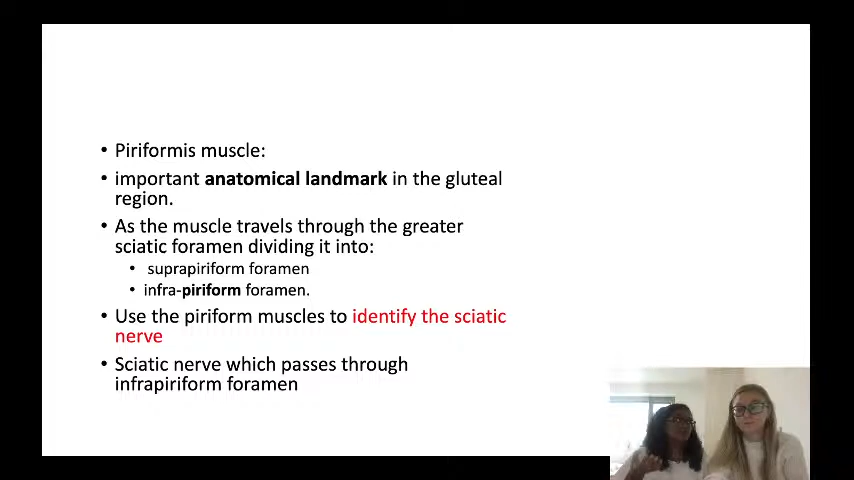 • Piriformis muscle:
• important anatomical landmark in the gluteal
region.
• As the muscle travels through the greater
sciatic foramen dividing it into:
• suprapiriform foramen
• infra-piriform foramen.
• Use the piriform muscles to identify the sciatic
nerve
• Sciatic nerve which passes through
infrapiriform foramen